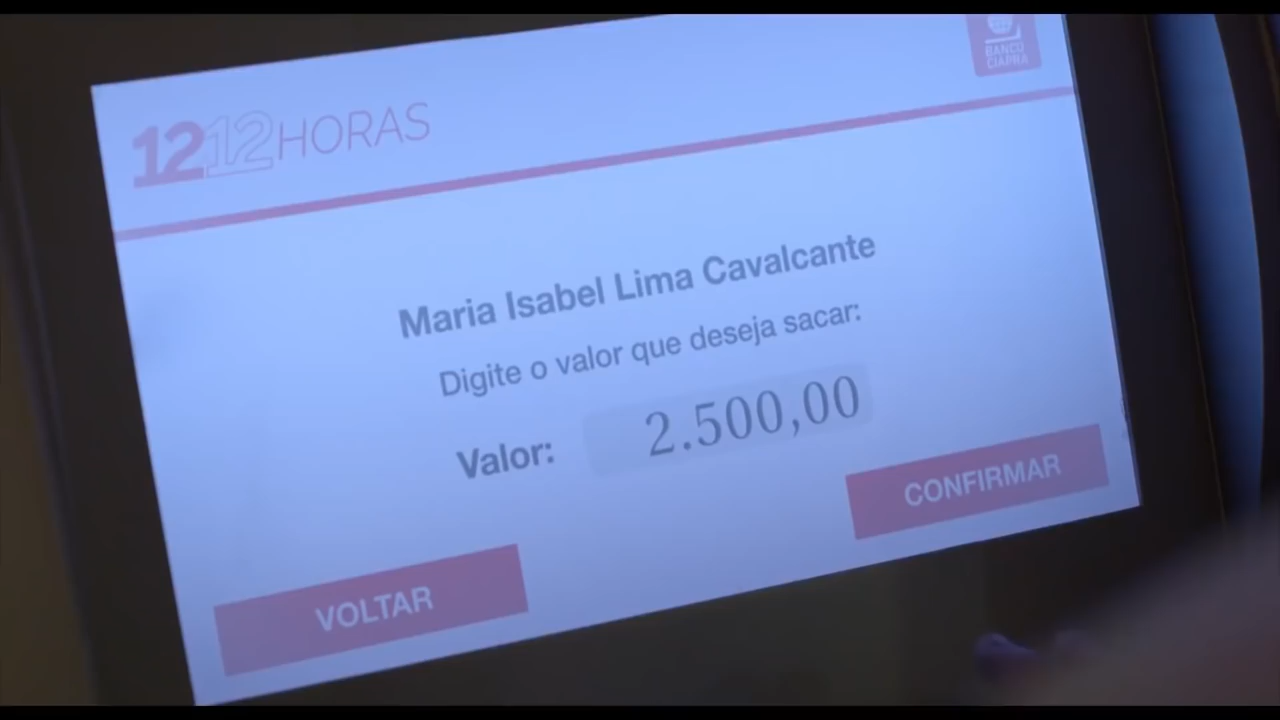 1212HORAS
BANCO
CIAPRA
Maria Isabel Lima Cavalcante
Digite o valor que deseja sacar:
Valor: 2.500,00
CONFIRMAR
VOLTAR